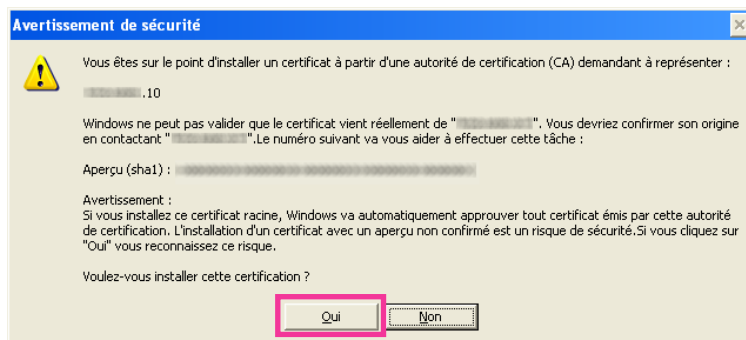 Avertissement de sécurité
Vous êtes sur le point d'installer un certificat à partir d'une autorité de certification (CA) demandant à représenter :
.10
Windows ne peut pas valider que le certificat vient réellement de "". Vous devriez confirmer son origine
en contactant "".Le numéro suivant va vous aider à effectuer cette tâche :
Aperçu (sha1) :
Avertissement :
Si vous installez ce certificat racine, Windows va automatiquement approuver tout certificat émis par cette autorité
de certification. L'installation d'un certificat avec un aperçu non confirmé est un risque de sécurité.Si vous cliquez sur
"Oui" vous reconnaissez ce risque.
Voulez-vous installer cette certification ?
Oui
Non